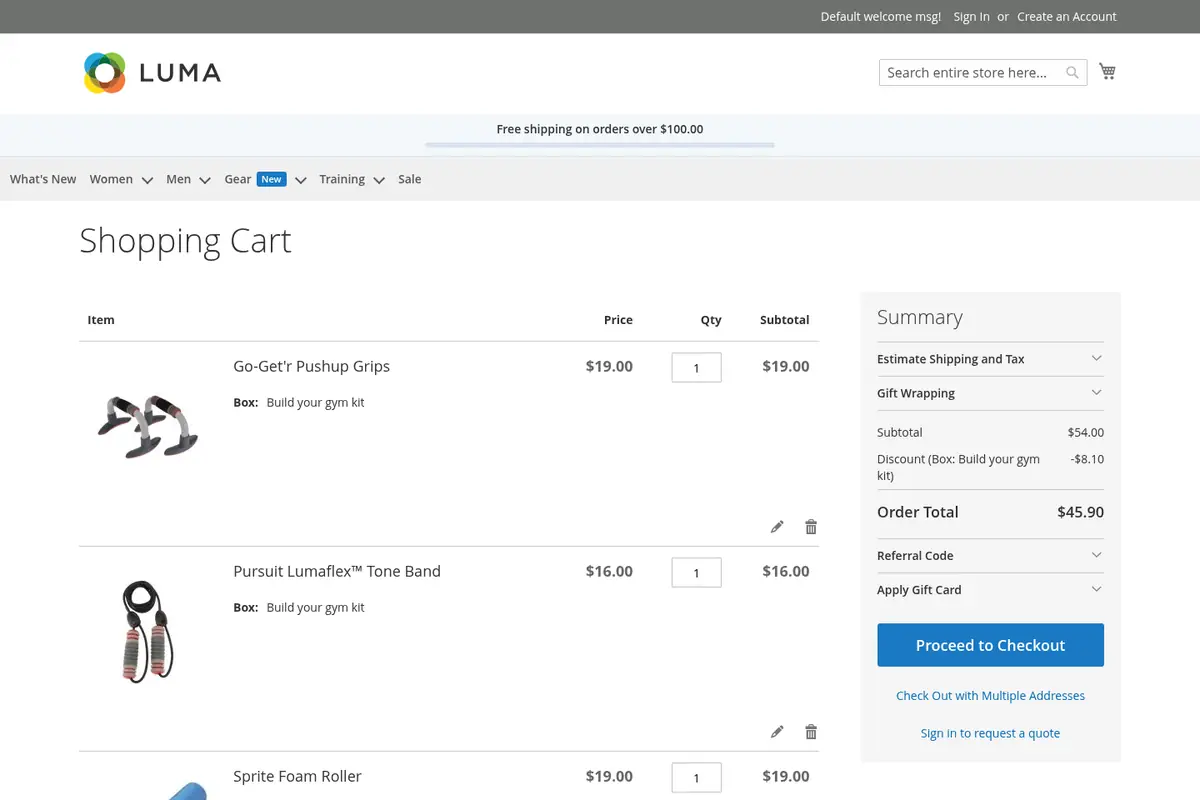 Default welcome msg! Sign In or Create an Account
LUMA
Search entire store here...
Free shipping on orders over $100.00
What's New Women Men Gear New Training Sale
Shopping Cart
Item Price Qty Subtotal
Go-Get'r Pushup Grips $19.00 1 $19.00
Box: Build your gym kit
Pursuit Lumaflex™ Tone Band $16.00 1 $16.00
Box: Build your gym kit
Sprite Foam Roller $19.00 1 $19.00
Summary
Estimate Shipping and Tax
Gift Wrapping
Subtotal $54.00
Discount (Box: Build your gym -$8.10
kit)
Order Total $45.90
Referral Code
Apply Gift Card
Proceed to Checkout
Check Out with Multiple Addresses
Sign in to request a quote